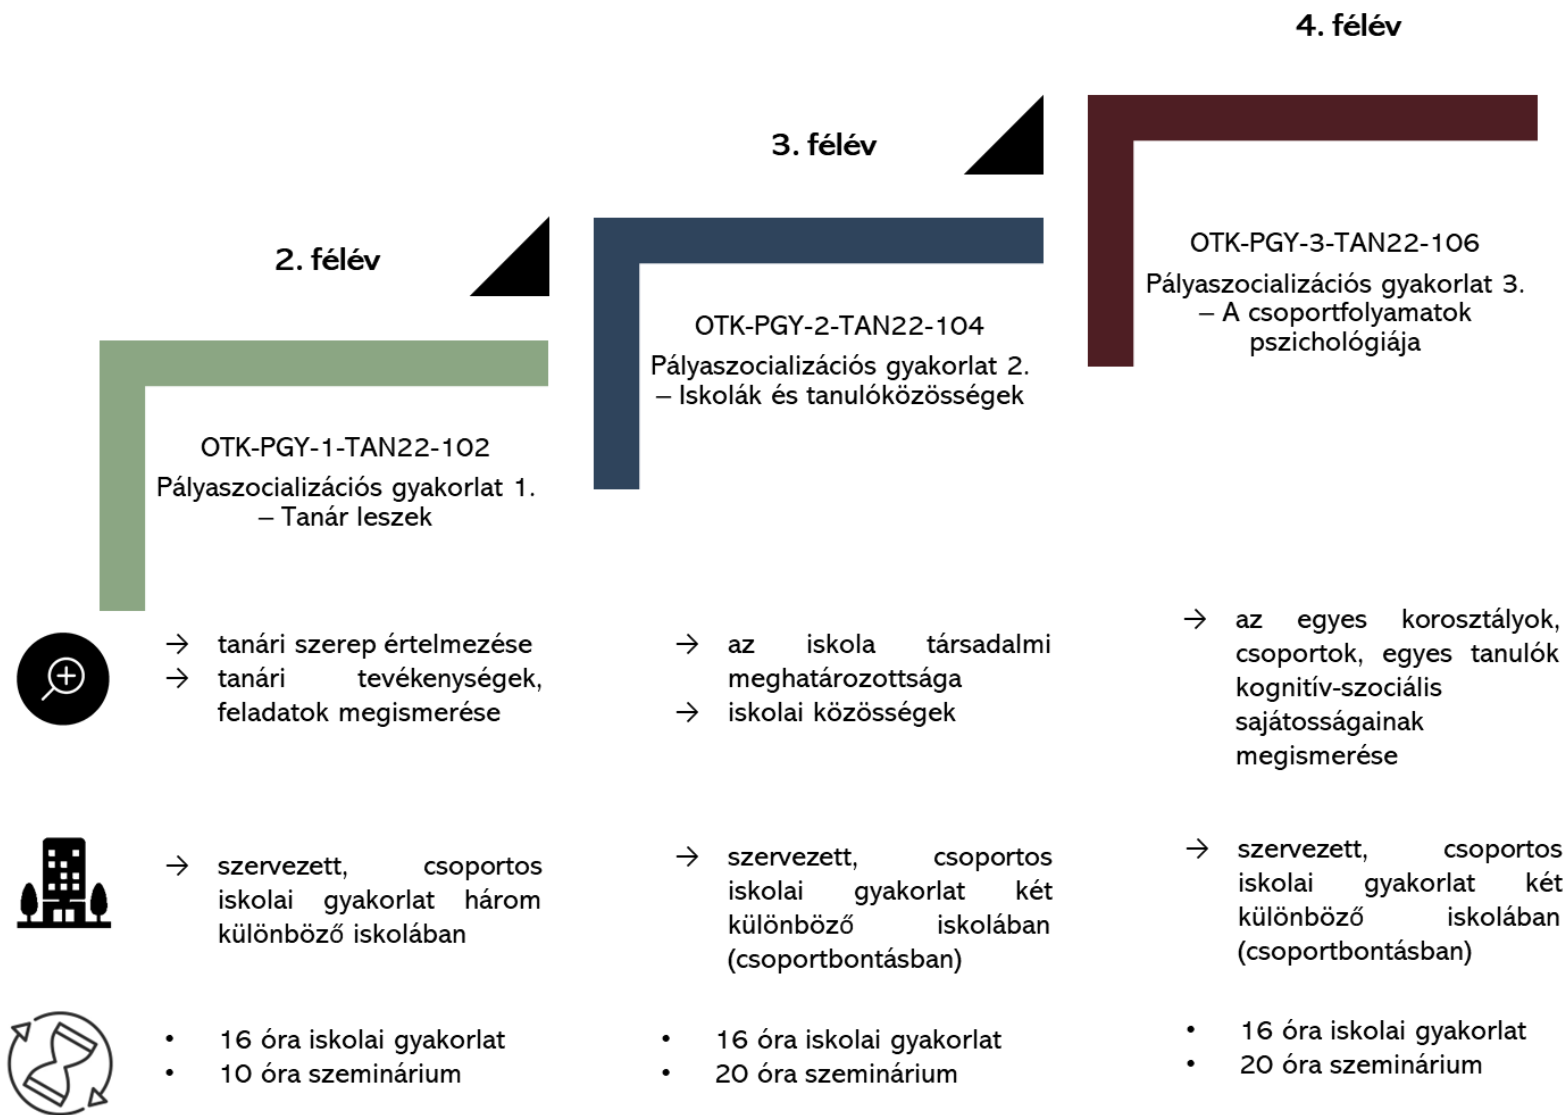 2. félév
OTK-PGY-1-TAN22-102
Pályaszocializációs gyakorlat 1.
– Tanár leszek
→ tanári szerep értelmezése
→ tanári tevékenységek,
feladatok megismerése
→ szervezett, csoportos
iskolai gyakorlat három
különböző iskolában
• 16 óra iskolai gyakorlat
• 10 óra szeminárium
3. félév
OTK-PGY-2-TAN22-104
Pályaszocializációs gyakorlat 2.
– Iskolák és tanulóközösségek
→ az iskola társadalmi
meghatározottsága
→ iskolai közösségek
→ szervezett, csoportos
iskolai gyakorlat két
különböző iskolában
(csoportbontásban)
• 16 óra iskolai gyakorlat
• 20 óra szeminárium
4. félév
OTK-PGY-3-TAN22-106
Pályaszocializációs gyakorlat 3.
– A csoportfolyamatok
pszichológiája
→ az egyes korosztályok,
csoportok, egyes tanulók
kognitív-szociális
sajátosságainak
megismerése
→ szervezett, csoportos
iskolai gyakorlat két
különböző iskolában
(csoportbontásban)
• 16 óra iskolai gyakorlat
• 20 óra szeminárium